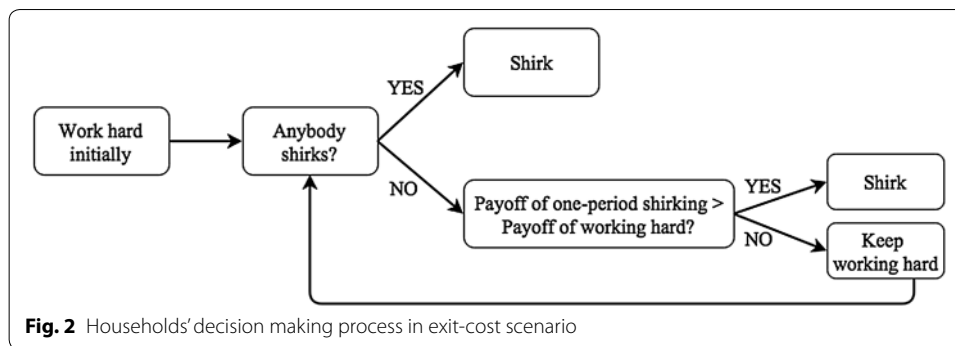 Work hard
initially
Anybody
shirks?
YES
Shirk
NO
Payoff of one-period shirking >
Payoff of working hard?
YES
Shirk
NO
Keep
working hard
Fig. 2 Households' decision making process in exit-cost scenario